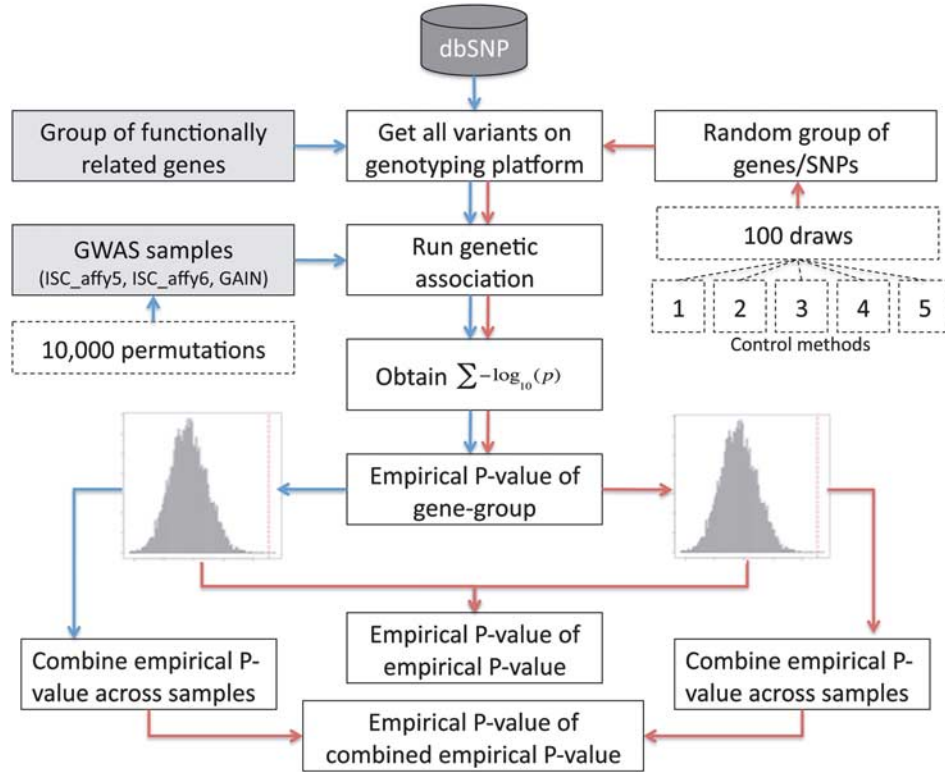 dbSNP
Group of functionally
related genes
Get all variants on
genotyping platform
Random group of
genes/SNPs
GWAS samples
(ISC_affy5, ISC_affy6, GAIN)
Run genetic
association
100 draws
1 2 3 4 5
Control methods
10,000 permutations
Obtain ∑−log₁₀(p)
Empirical P-value of
gene-group
Combine empirical P-
value across samples
Empirical P-value of
empirical P-value
Combine empirical P-
value across samples
Empirical P-value of
combined empirical P-value